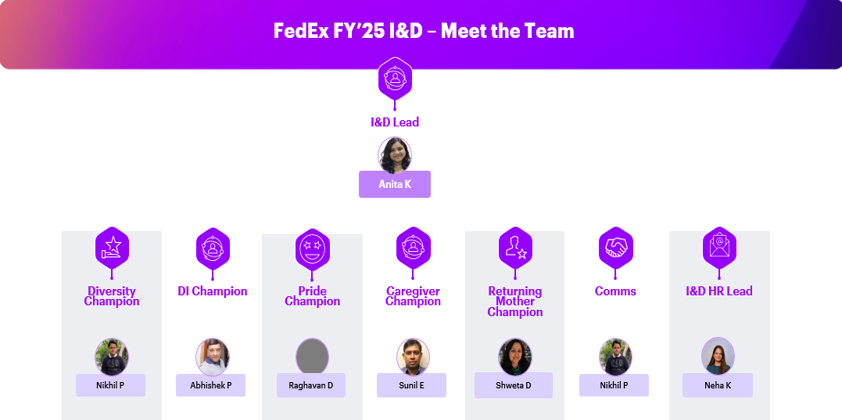 FedEx FY'25 I&D – Meet the Team
I&D Lead
Anita K
Diversity
Champion
DI Champion
Pride
Champion
Caregiver
Champion
Returning
Mother
Champion
Comms
I&D HR Lead
Nikhil P
Abhishek P
Raghavan D
Sunil E
Shweta D
Nikhil P
Neha K